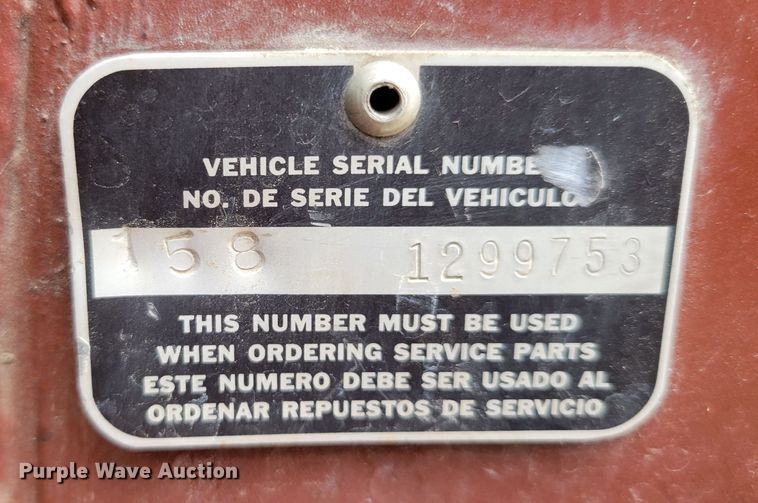 VEHICLE SERIAL NUMBER
NO. DE SERIE DEL VEHICULO
158 1299753
THIS NUMBER MUST BE USED
WHEN ORDERING SERVICE PARTS
ESTE NUMERO DEBE SER USADO AL
ORDENAR REPUESTOS DE SERVICIO
Purple Wave Auction